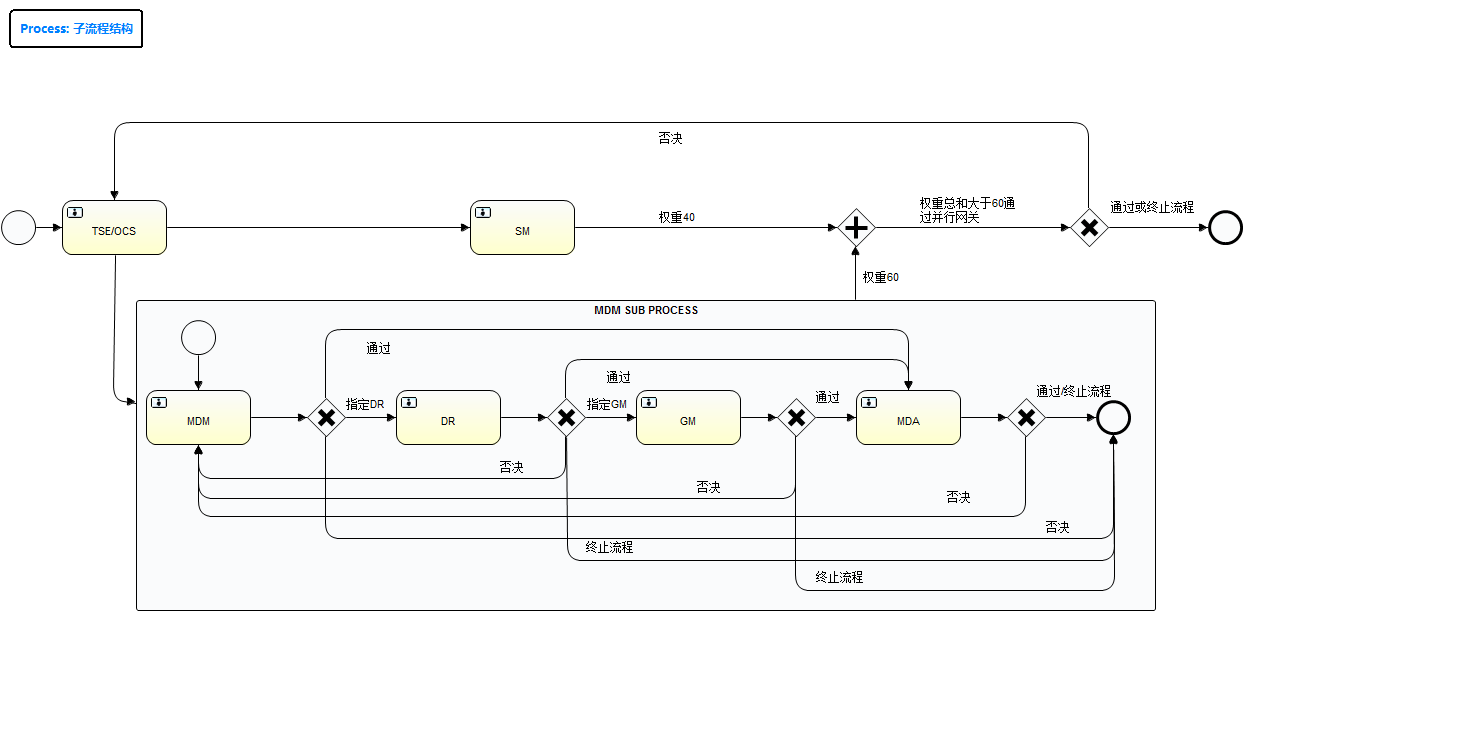 Process: 子流程结构
否决
权重总和大于60通
过并行网关
通过或终止流程
TSE/OCS
SM
权重40
权重60
MDM SUB PROCESS
通过
通过
通过
通过/终止流程
指定DR
指定GM
MDM
DR
GM
MDA
否决
否决
否决
否决
终止流程
终止流程